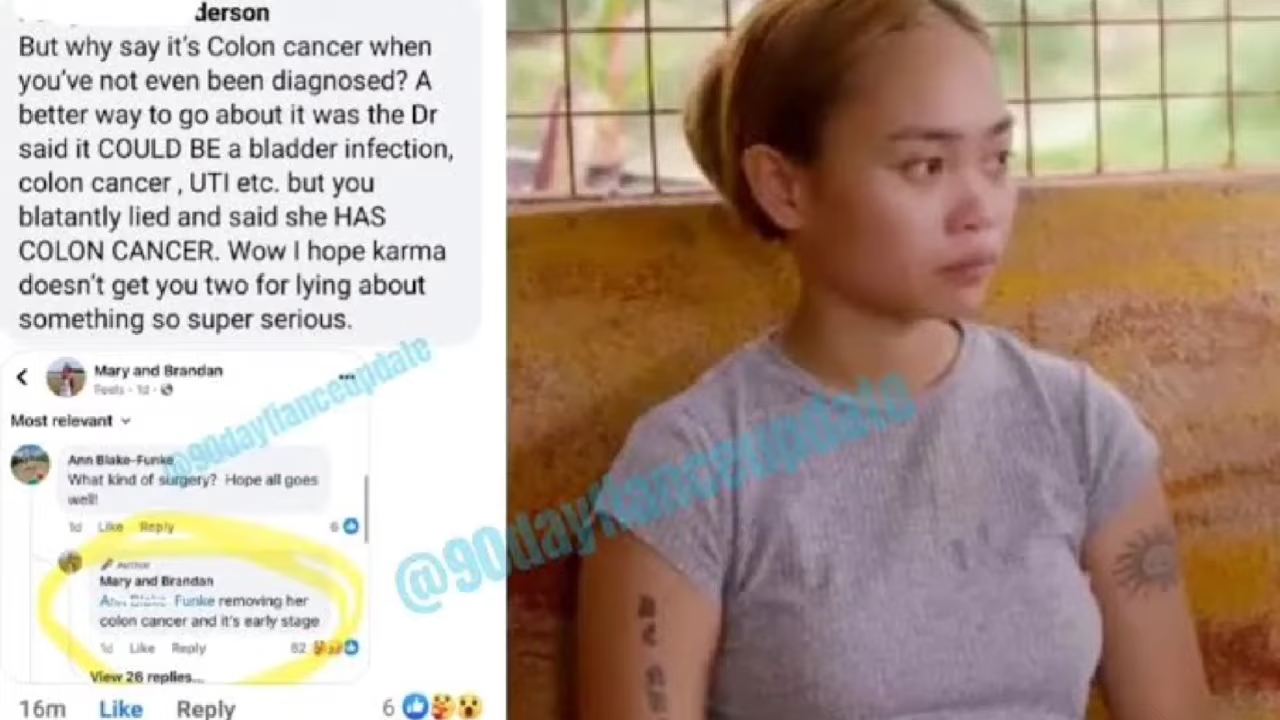 derson
But why say it's Colon cancer when
you've not even been diagnosed? A
better way to go about it was the Dr
said it COULD BE a bladder infection,
colon cancer , UTI etc. but you
blatantly lied and said she HAS
COLON CANCER. Wow I hope karma
doesn't get you two for lying about
something so super serious.
Mary and Brandan
Reels · 1d ·
Most relevant
Ann Blake-Funke
What kind of surgery? Hope all goes
well!
1d Like Reply 6
Author
Mary and Brandan
Funke removing her
colon cancer and it's early stage
1d Like Reply 82
View 26 replies...
16m Like Reply 6
@90dayfianceupdate
@90dayfianceupdate